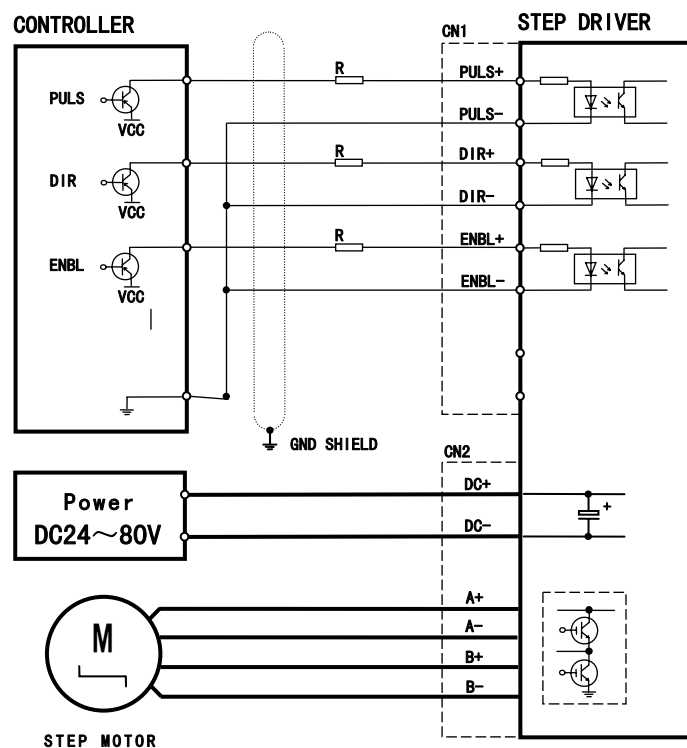 CONTROLLER
STEP DRIVER
CN1
R
PULS+
PULS
VCC
PULS-
R
DIR+
DIR
VCC
DIR-
R
ENBL+
ENBL
VCC
ENBL-
GND SHIELD
CN2
Power
DC24~80V
DC+
+
DC-
A+
A-
B+
B-
M
STEP MOTOR